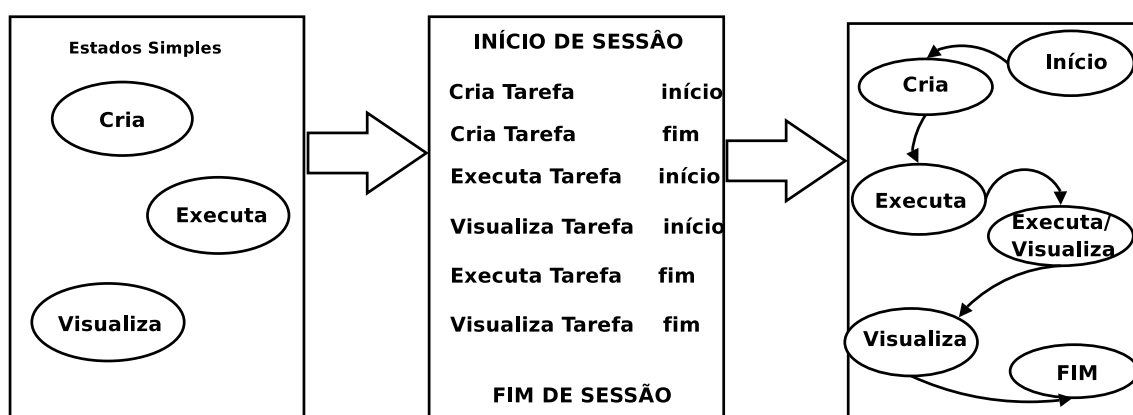 Estados Simples
Cria
Executa
Visualiza
INÍCIO DE SESSÂO
Cria Tarefa início
Cria Tarefa fim
Executa Tarefa início
Visualiza Tarefa início
Executa Tarefa fim
Visualiza Tarefa fim
FIM DE SESSÃO
Início
Cria
Executa
Executa/
Visualiza
Visualiza
FIM